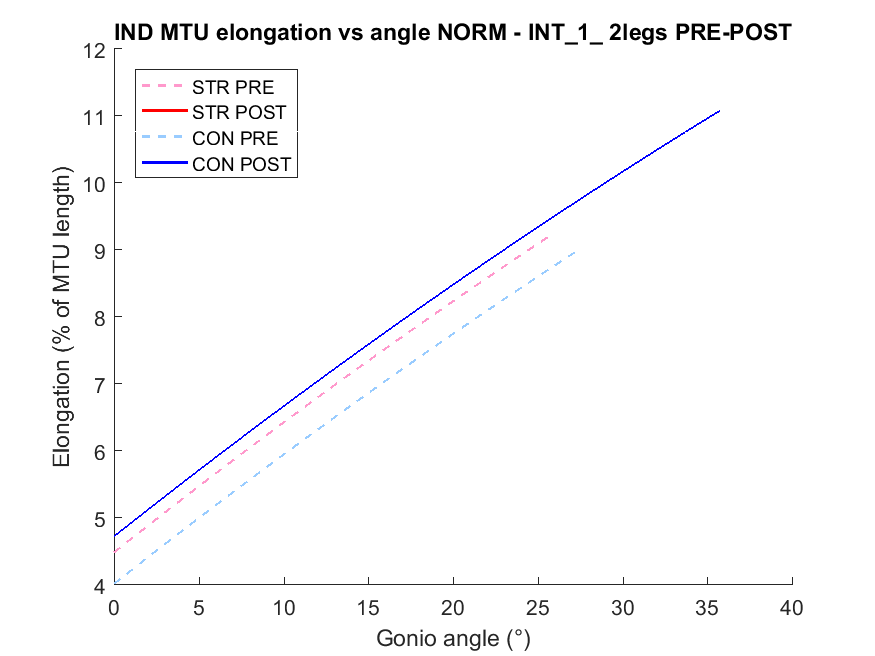 IND MTU elongation vs angle NORM - INT_1_ 2legs PRE-POST
12
11
10
9
8
7
6
5
4
Elongation (% of MTU length)
STR PRE
STR POST
CON PRE
CON POST
0 5 10 15 20 25 30 35 40
Gonio angle (°)